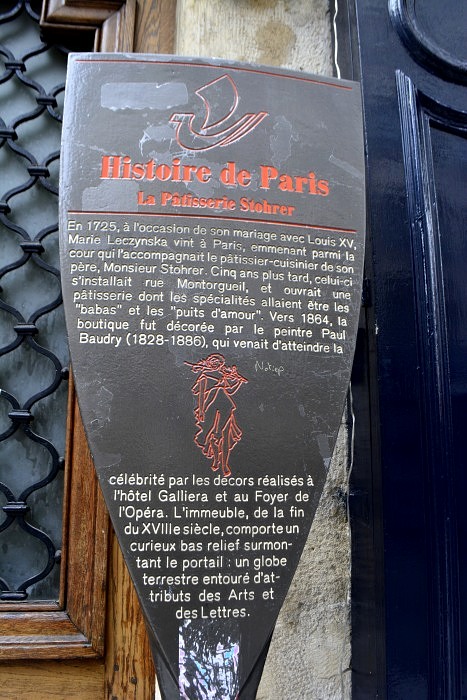 Histoire de Paris
La Pâtisserie Stohrer
En 1725, à l'occasion de son mariage avec Louis XV,
Marie Leczynska vint à Paris, emmenant parmi la
cour qui l'accompagnait le pâtissier-cuisinier de son
père, Monsieur Stohrer. Cinq ans plus tard, celui-ci
s'installait rue Montorgueil, et ouvrait une
pâtisserie dont les spécialités allaient être les
"babas" et les "puits d'amour". Vers 1864, la
boutique fut décorée par le peintre Paul
Baudry (1828-1886), qui venait d'atteindre la
célébrité par les décors réalisés à
l'hôtel Galliera et au Foyer de
l'Opéra. L'immeuble, de la fin
du XVIIIe siècle, comporte un
curieux bas relief surmon-
tant le portail : un globe
terrestre entouré d'at-
tributs des Arts et
des Lettres.